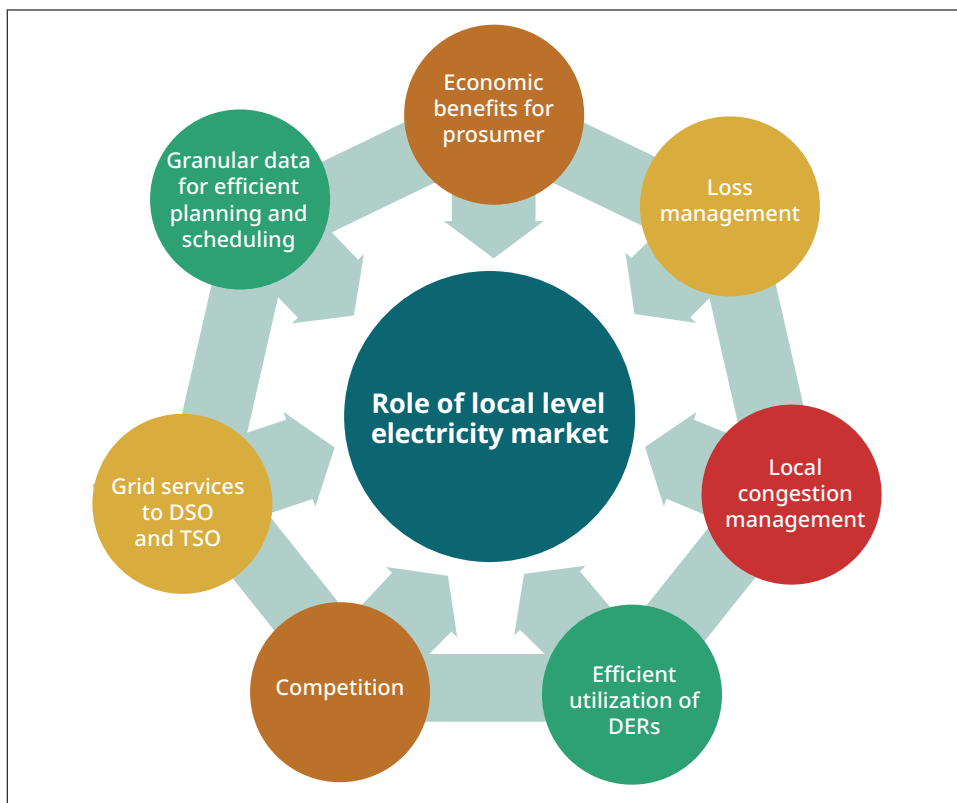 Economic
benefits for
prosumer
Loss
management
Local
congestion
management
Efficient
utilization of
DERs
Competition
Grid services
to DSO
and TSO
Granular data
for efficient
planning and
scheduling
Role of local level
electricity market